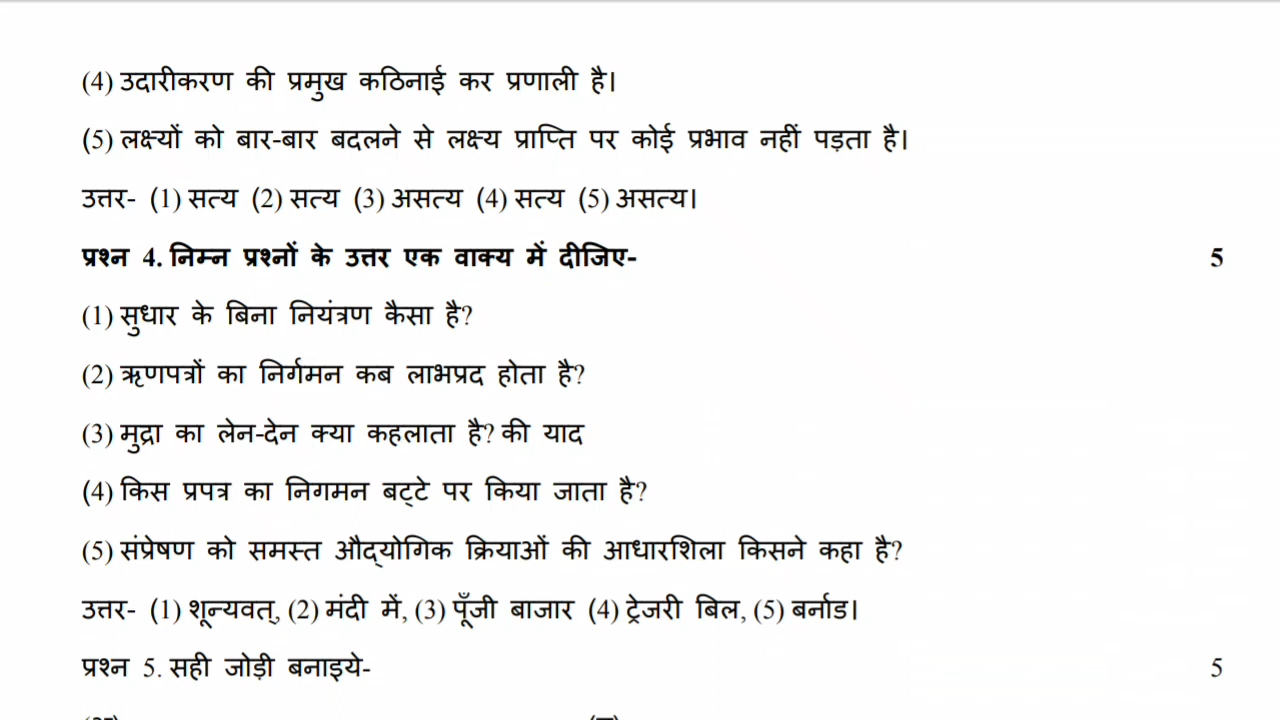 (4) उदारीकरण की प्रमुख कठिनाई कर प्रणाली है।
(5) लक्ष्यों को बार-बार बदलने से लक्ष्य प्राप्ति पर कोई प्रभाव नहीं पड़ता है।
उत्तर- (1) सत्य (2) सत्य (3) असत्य (4) सत्य (5) असत्य।
प्रश्न 4. निम्न प्रश्नों के उत्तर एक वाक्य में दीजिए- 5
(1) सुधार के बिना नियंत्रण कैसा है?
(2) ऋणपत्रों का निर्गमन कब लाभप्रद होता है?
(3) मुद्रा का लेन-देन क्या कहलाता है? की याद
(4) किस प्रपत्र का निगमन बट्टे पर किया जाता है?
(5) संप्रेषण को समस्त औद्योगिक क्रियाओं की आधारशिला किसने कहा है?
उत्तर- (1) शून्यवत्, (2) मंदी में, (3) पूँजी बाजार (4) ट्रेजरी बिल, (5) बर्नाड।
प्रश्न 5. सही जोड़ी बनाइये- 5